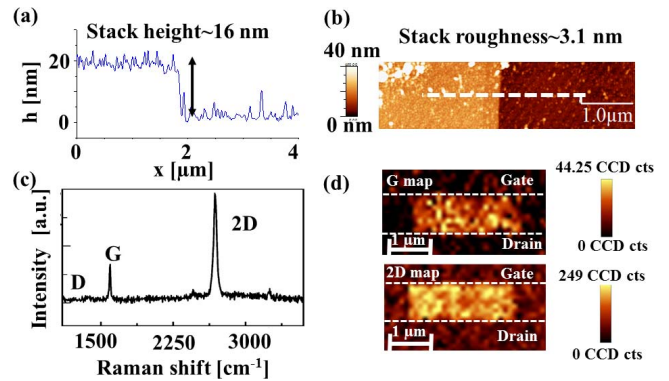 (a)
Stack height~16 nm
h [nm]
20
0
0
2
4
x [µm]
(b)
Stack roughness~3.1 nm
40 nm
0 nm
1.0µm
(c)
Intensity [a.u.]
D
G
2D
1500
2250
3000
Raman shift [cm⁻¹]
(d)
G map
Gate
1 µm
Drain
44.25 CCD cts
0 CCD cts
2D map
Gate
1 µm
Drain
249 CCD cts
0 CCD cts